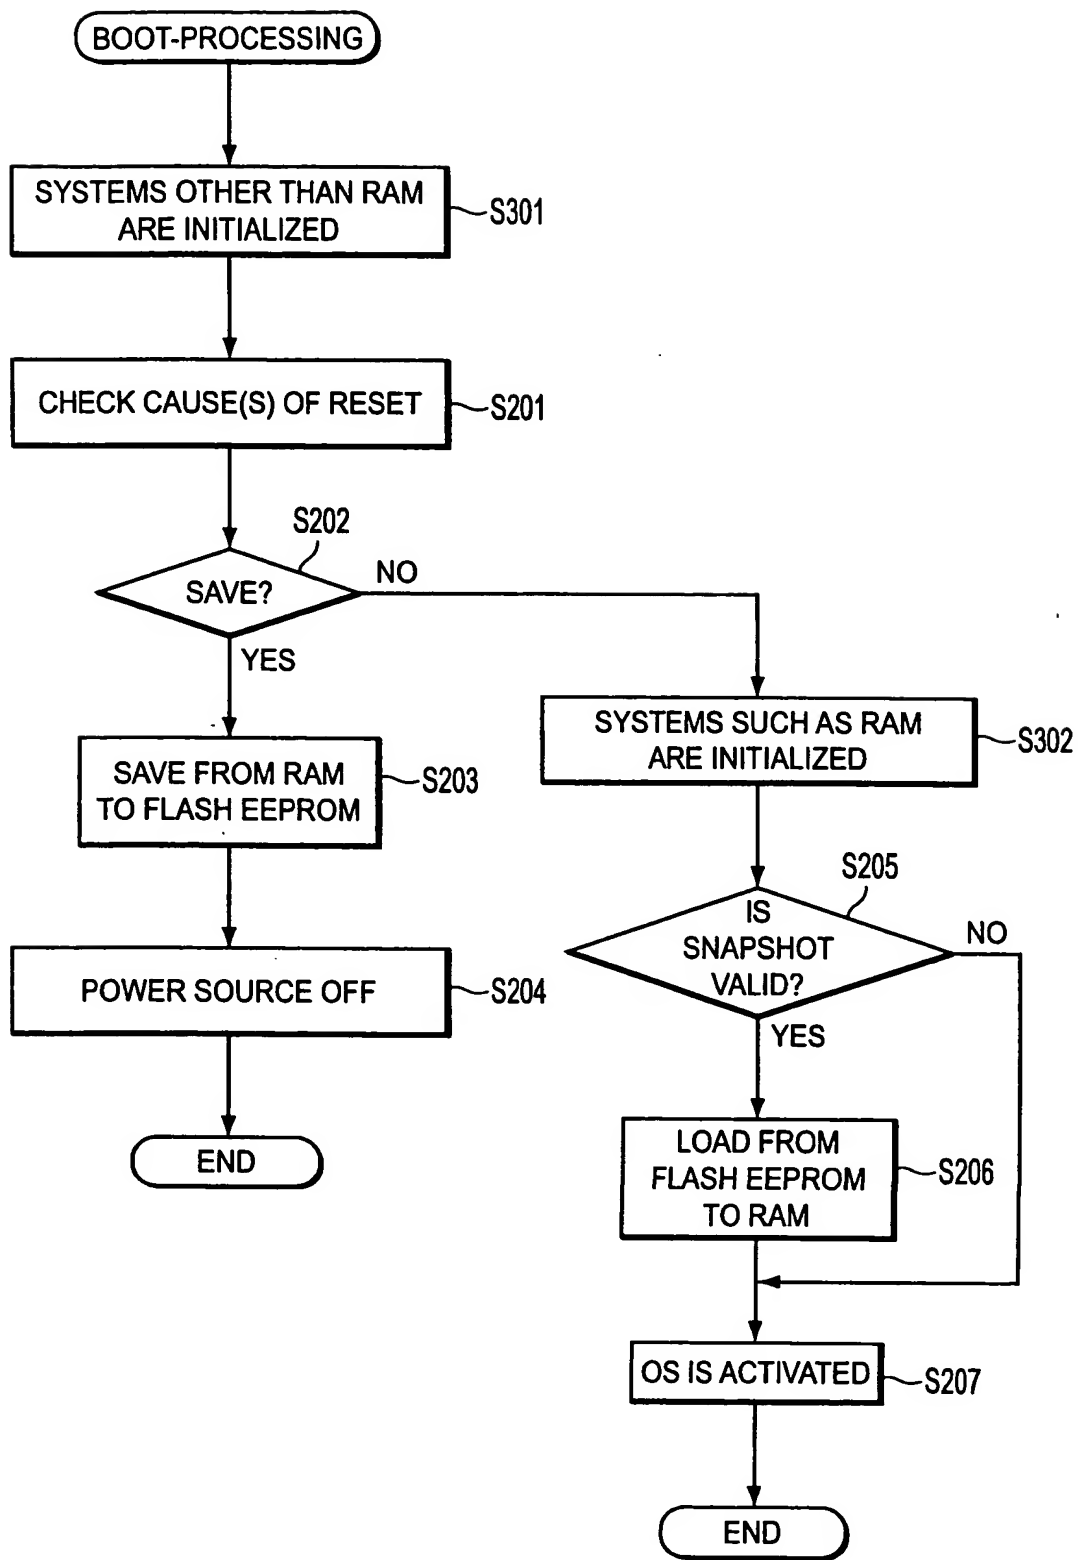 BOOT-PROCESSING
SYSTEMS OTHER THAN RAM
ARE INITIALIZED
S301
CHECK CAUSE(S) OF RESET
S201
S202
SAVE?
NO
YES
SAVE FROM RAM
TO FLASH EEPROM
S203
SYSTEMS SUCH AS RAM
ARE INITIALIZED
S302
POWER SOURCE OFF
S204
END
S205
IS
SNAPSHOT
VALID?
NO
YES
LOAD FROM
FLASH EEPROM
TO RAM
S206
OS IS ACTIVATED
S207
END